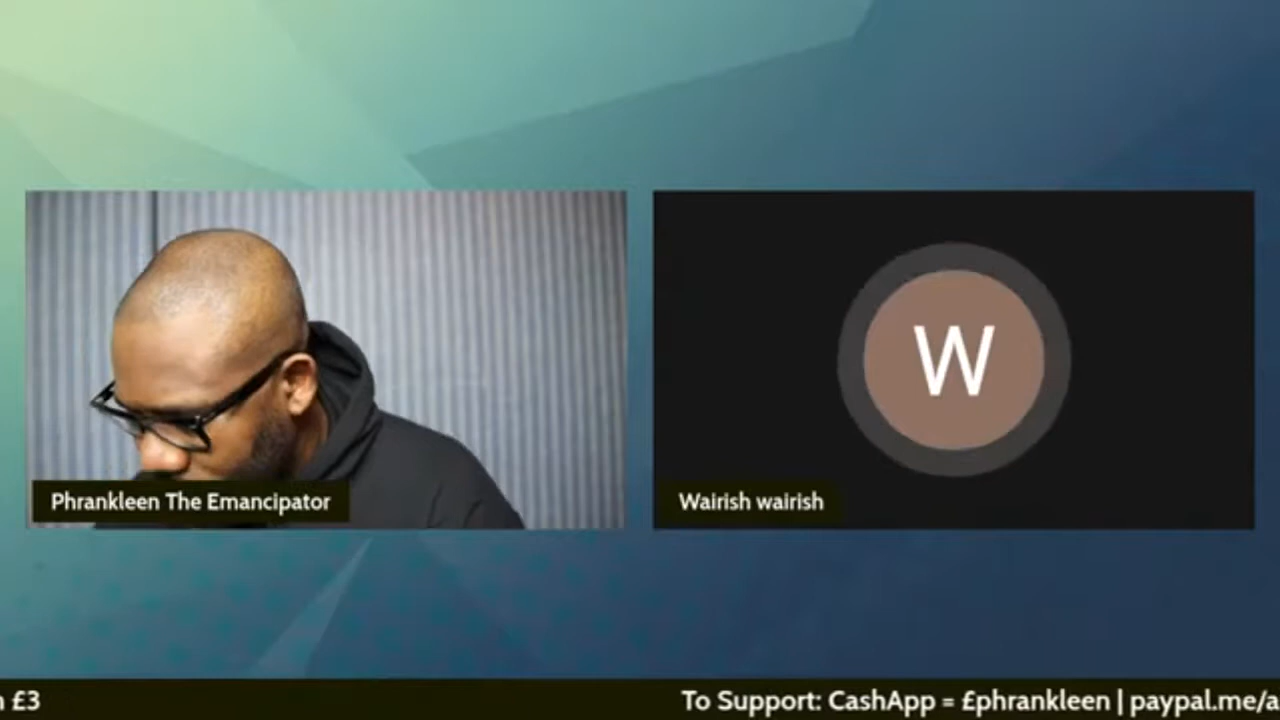 W
Phrankleen The Emancipator
Wairish wairish
£3
To Support: CashApp = £phrankleen | paypal.me/a